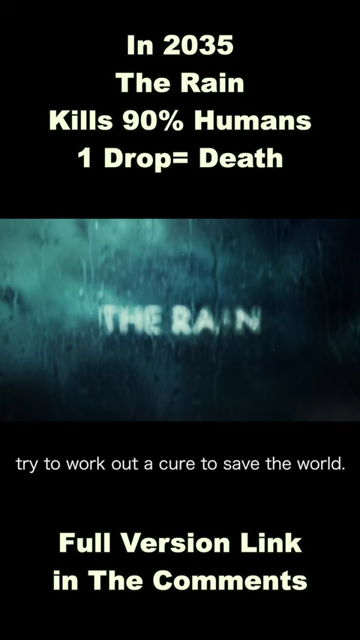 In 2035
The Rain
Kills 90% Humans
1 Drop= Death
THE RAIN
try to work out a cure to save the world.
Full Version Link
in The Comments